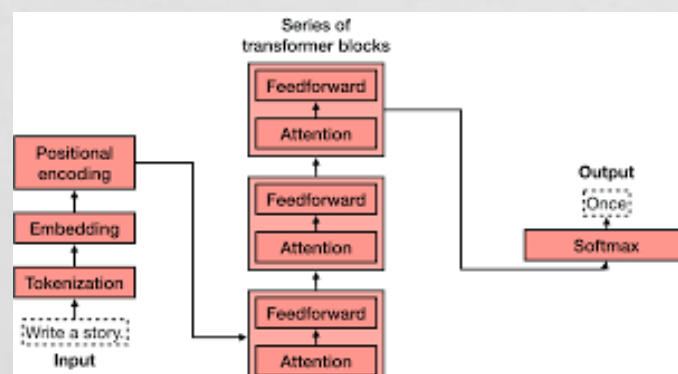 Series of
transformer blocks
Feedforward
Attention
Feedforward
Attention
Feedforward
Attention
Positional
encoding
Embedding
Tokenization
Write a story.
Input
Output
Once
Softmax